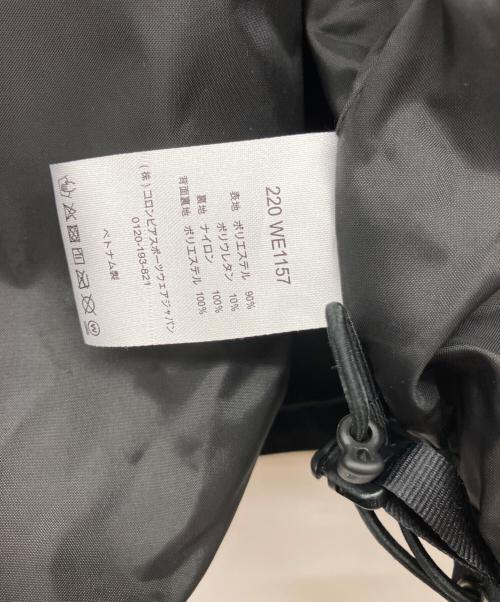 220 WE1157
表地 ポリエステル 90%
ポリウレタン 10%
裏地 ナイロン 100%
背面裏地 ポリエステル 100%
(株)コロンビアスポーツウェアジャパン
0120-193-821
ベトナム製